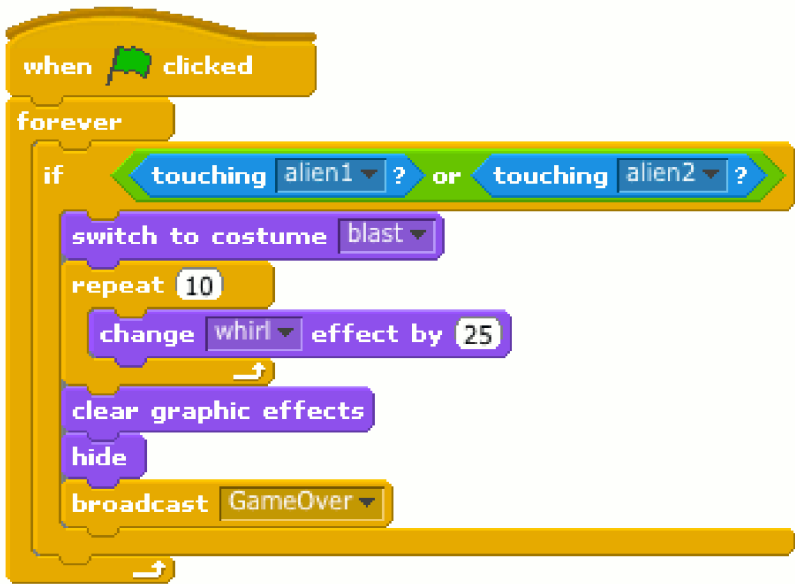 when clicked
forever
if touching alien1 ? or touching alien2 ?
switch to costume blast
repeat 10
change whirl effect by 25
clear graphic effects
hide
broadcast GameOver